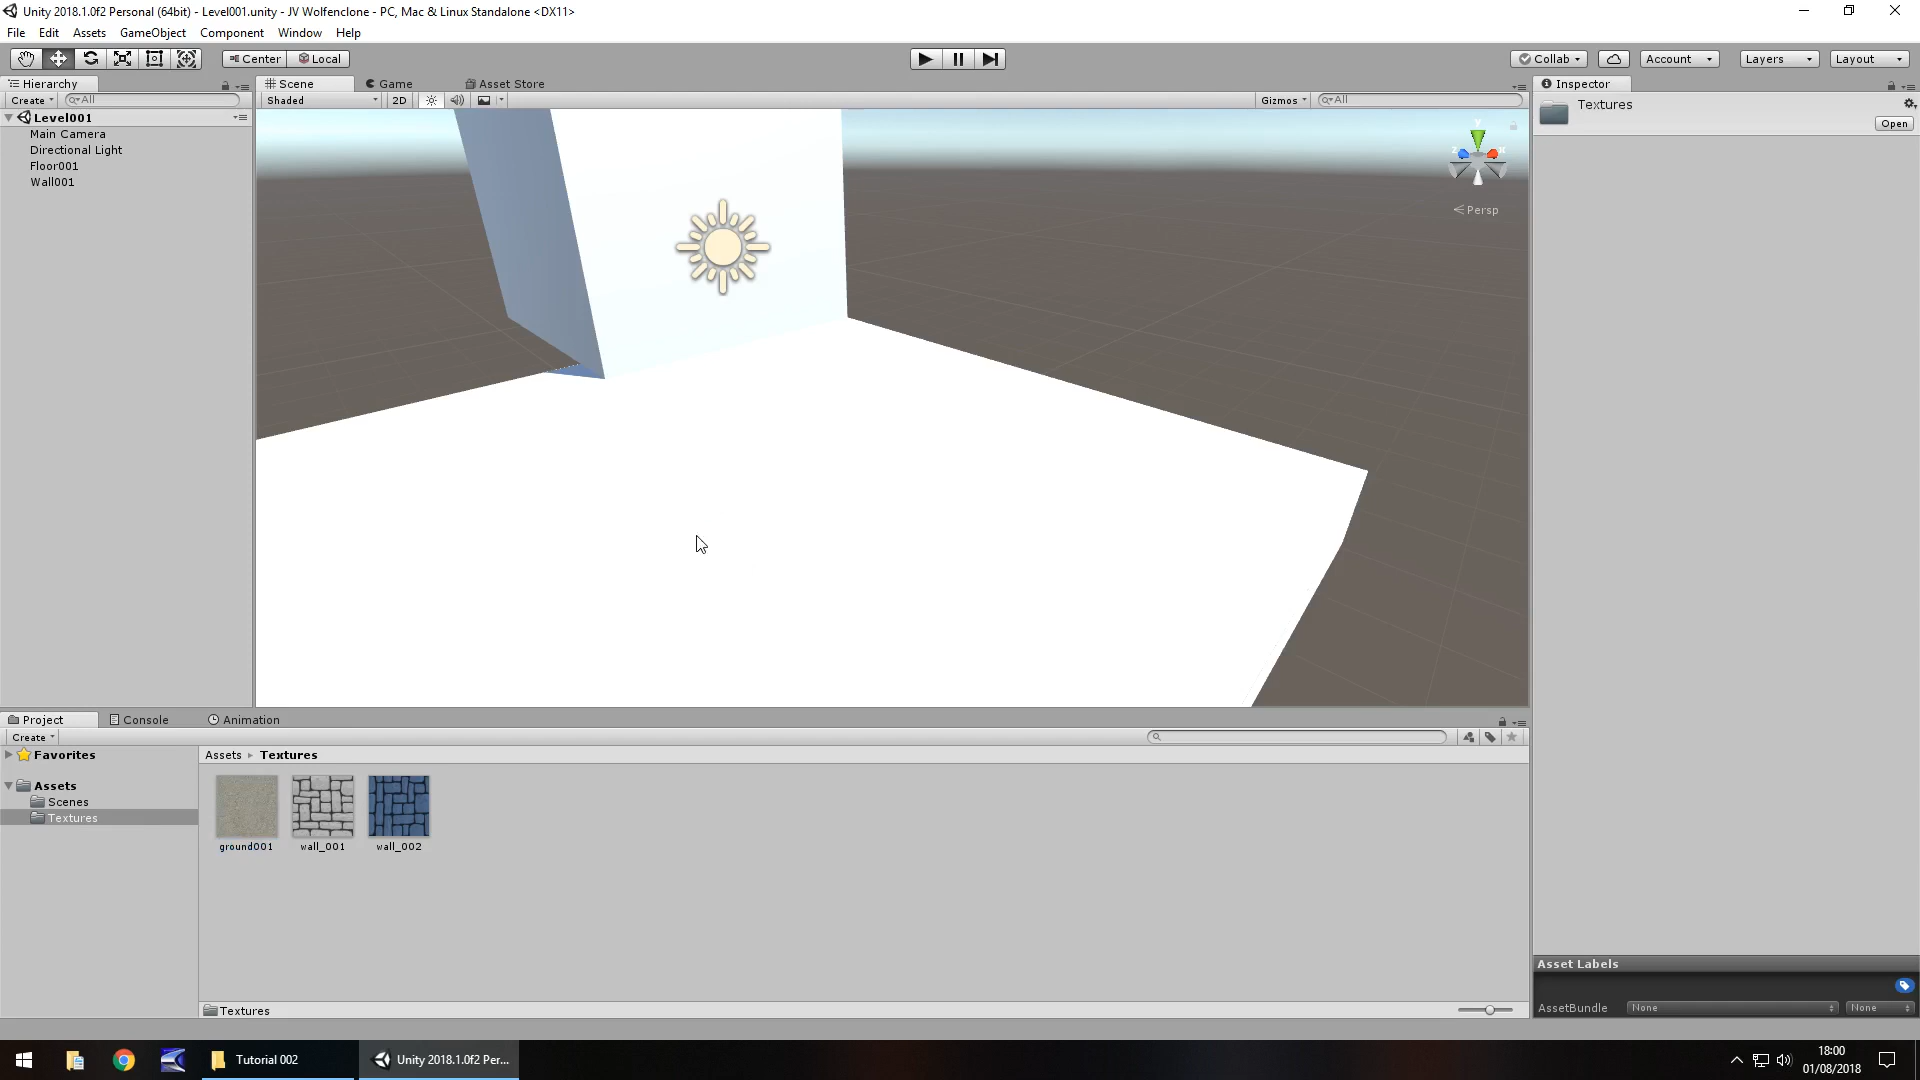 Unity 2018.1.0f2 Personal (64bit) - Level001.unity - JV Wolfenclone - PC, Mac & Linux Standalone <DX11>
File Edit Assets GameObject Component Window Help
Center Local Collab Account Layers Layout
Hierarchy Scene Game Asset Store Inspector
Create All Shaded 2D Gizmos All
Textures
Open
Level001
Main Camera
Directional Light
Floor001
Wall001
y
z x
Persp
Project Console Animation
Create
Favorites
Assets
Scenes
Textures
Assets Textures
ground001 wall_001 wall_002
Asset Labels
AssetBundle None None
Textures
Tutorial 002
Unity 2018.1.0f2 Per...
18:00
01/08/2018